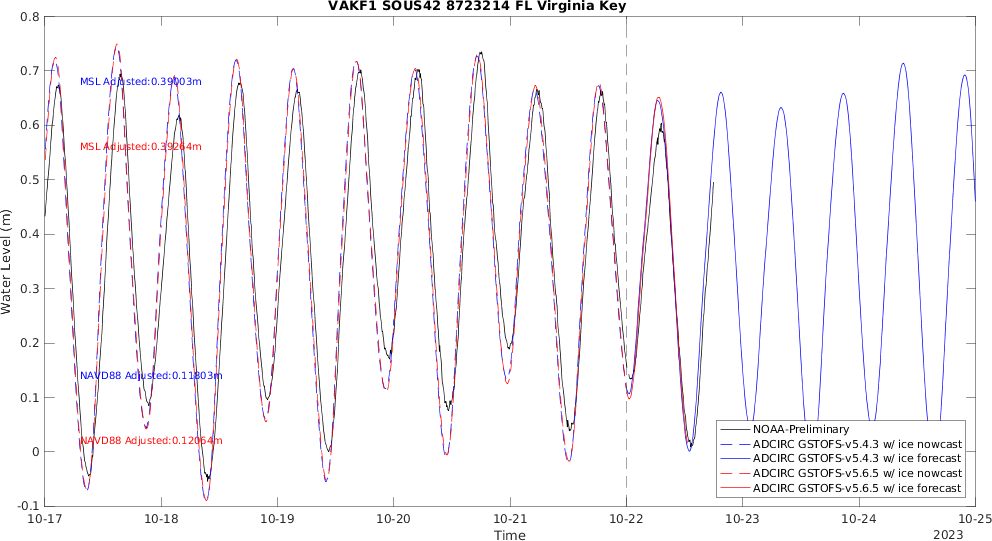 VAKF1 SOUS42 8723214 FL Virginia Key
0.8
0.7
0.6
0.5
0.4
0.3
0.2
0.1
0
-0.1
Water Level (m)
MSL Adjusted:0.39003m
MSL Adjusted:0.39264m
NAVD88 Adjusted:0.11803m
NAVD88 Adjusted:0.12064m
NOAA-Preliminary
ADCIRC GSTOFS-v5.4.3 w/ ice nowcast
ADCIRC GSTOFS-v5.4.3 w/ ice forecast
ADCIRC GSTOFS-v5.6.5 w/ ice nowcast
ADCIRC GSTOFS-v5.6.5 w/ ice forecast
10-17 10-18 10-19 10-20 10-21 10-22 10-23 10-24 10-25
Time
2023